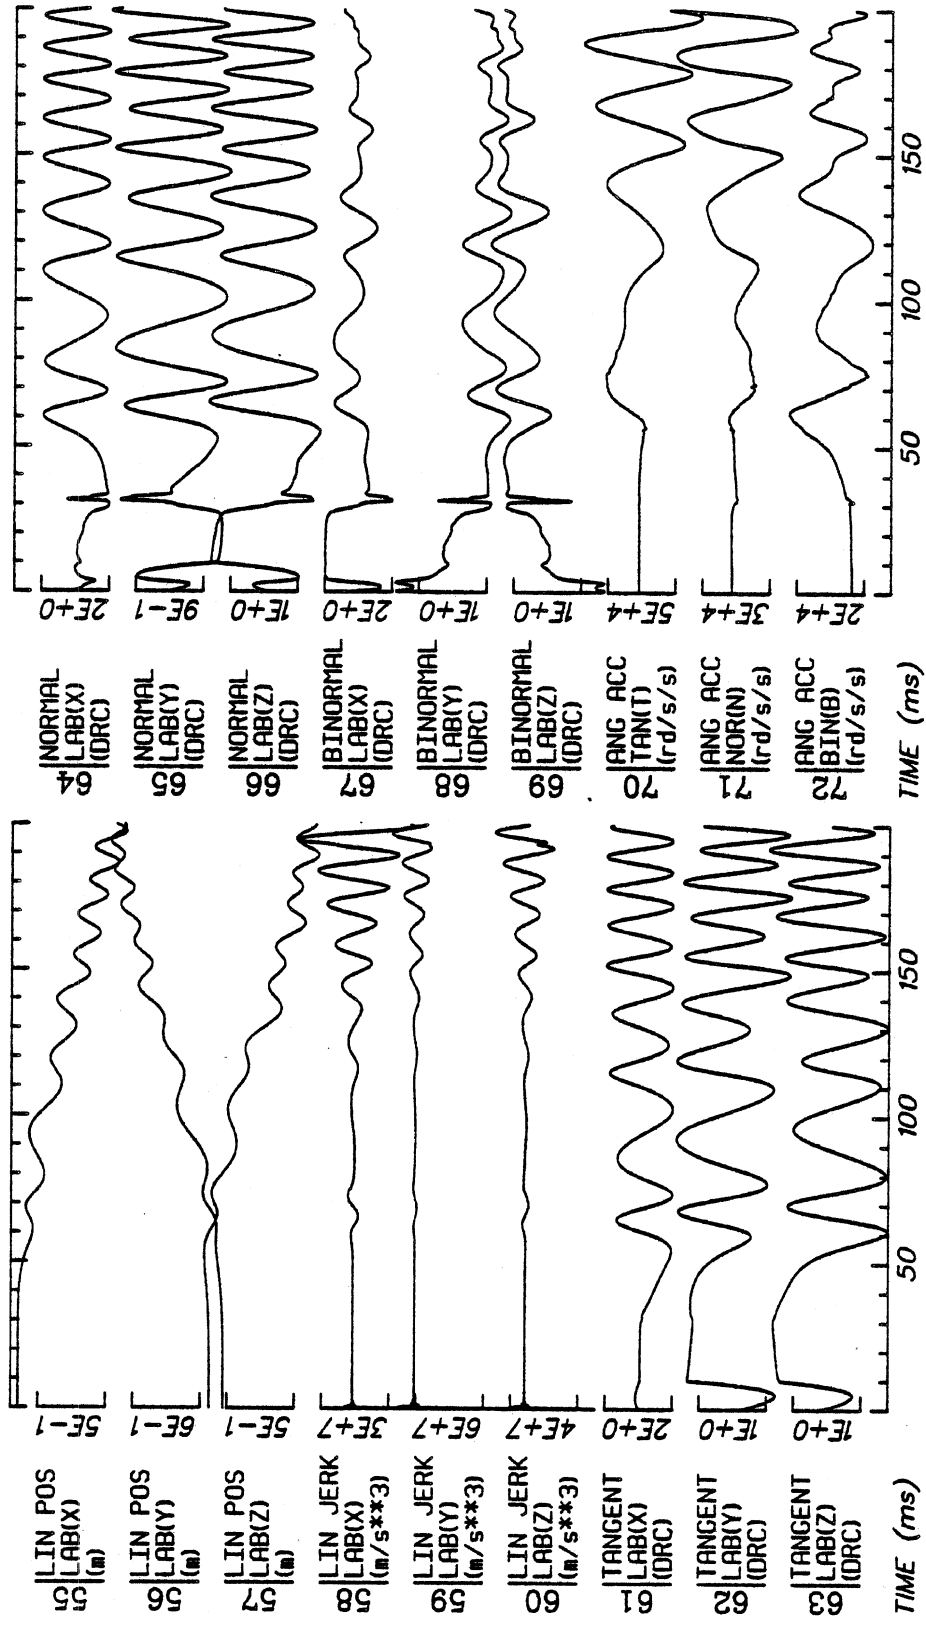 LIN POS
LAB(X)
(m)
55
5E-1
LIN POS
LAB(Y)
(m)
56
6E-1
LIN POS
LAB(Z)
(m)
57
5E-1
LIN JERK
LAB(X)
(m/s**3)
58
3E+7
LIN JERK
LAB(Y)
(m/s**3)
59
6E+7
LIN JERK
LAB(Z)
(m/s**3)
60
4E+7
TANGENT
LAB(X)
(DRC)
61
2E+0
TANGENT
LAB(Y)
(DRC)
62
1E+0
TANGENT
LAB(Z)
(DRC)
63
1E+0
TIME (ms)
50
100
150
NORMAL
LAB(X)
(DRC)
64
2E+0
NORMAL
LAB(Y)
(DRC)
65
9E-1
NORMAL
LAB(Z)
(DRC)
66
1E+0
BINORMAL
LAB(X)
(DRC)
67
2E+0
BINORMAL
LAB(Y)
(DRC)
68
1E+0
BINORMAL
LAB(Z)
(DRC)
69
1E+0
ANG ACC
TAN(T)
(rd/s/s)
70
5E+4
ANG ACC
NOR(N)
(rd/s/s)
71
3E+4
ANG ACC
BIN(B)
(rd/s/s)
72
2E+4
TIME (ms)
50
100
150